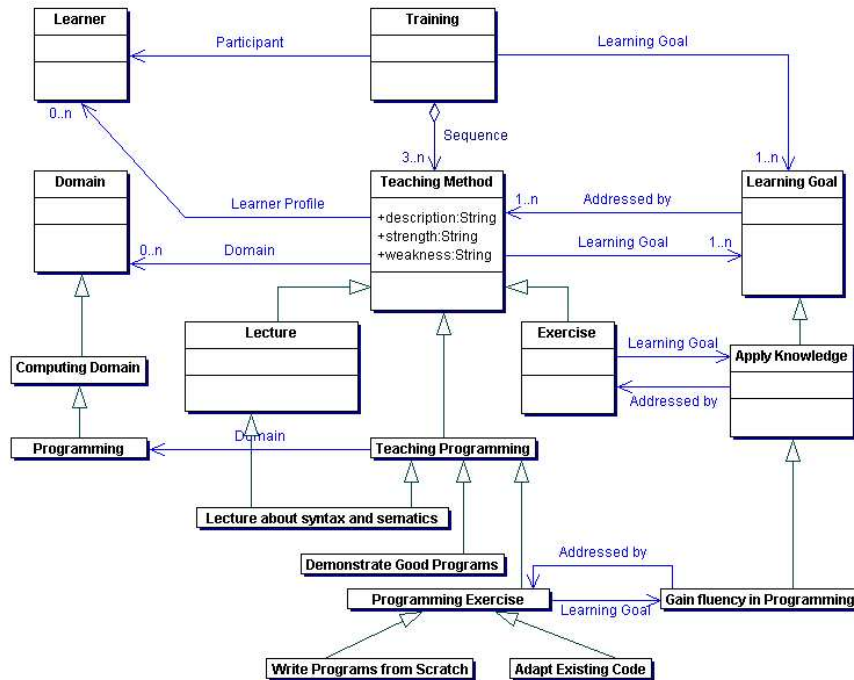 Learner
Training
Participant
Learning Goal
0..n
Sequence
3..n
1..n
Domain
Teaching Method
Learning Goal
+description:String
+strength:String
+weakness:String
1..n
Addressed by
Learner Profile
0..n
Domain
Learning Goal
1..n
Lecture
Exercise
Learning Goal
Apply Knowledge
Addressed by
Computing Domain
Programming
Domain
Teaching Programming
Lecture about syntax and sematics
Demonstrate Good Programs
Addressed by
Programming Exercise
Learning Goal
Gain fluency in Programming
Write Programs from Scratch
Adapt Existing Code